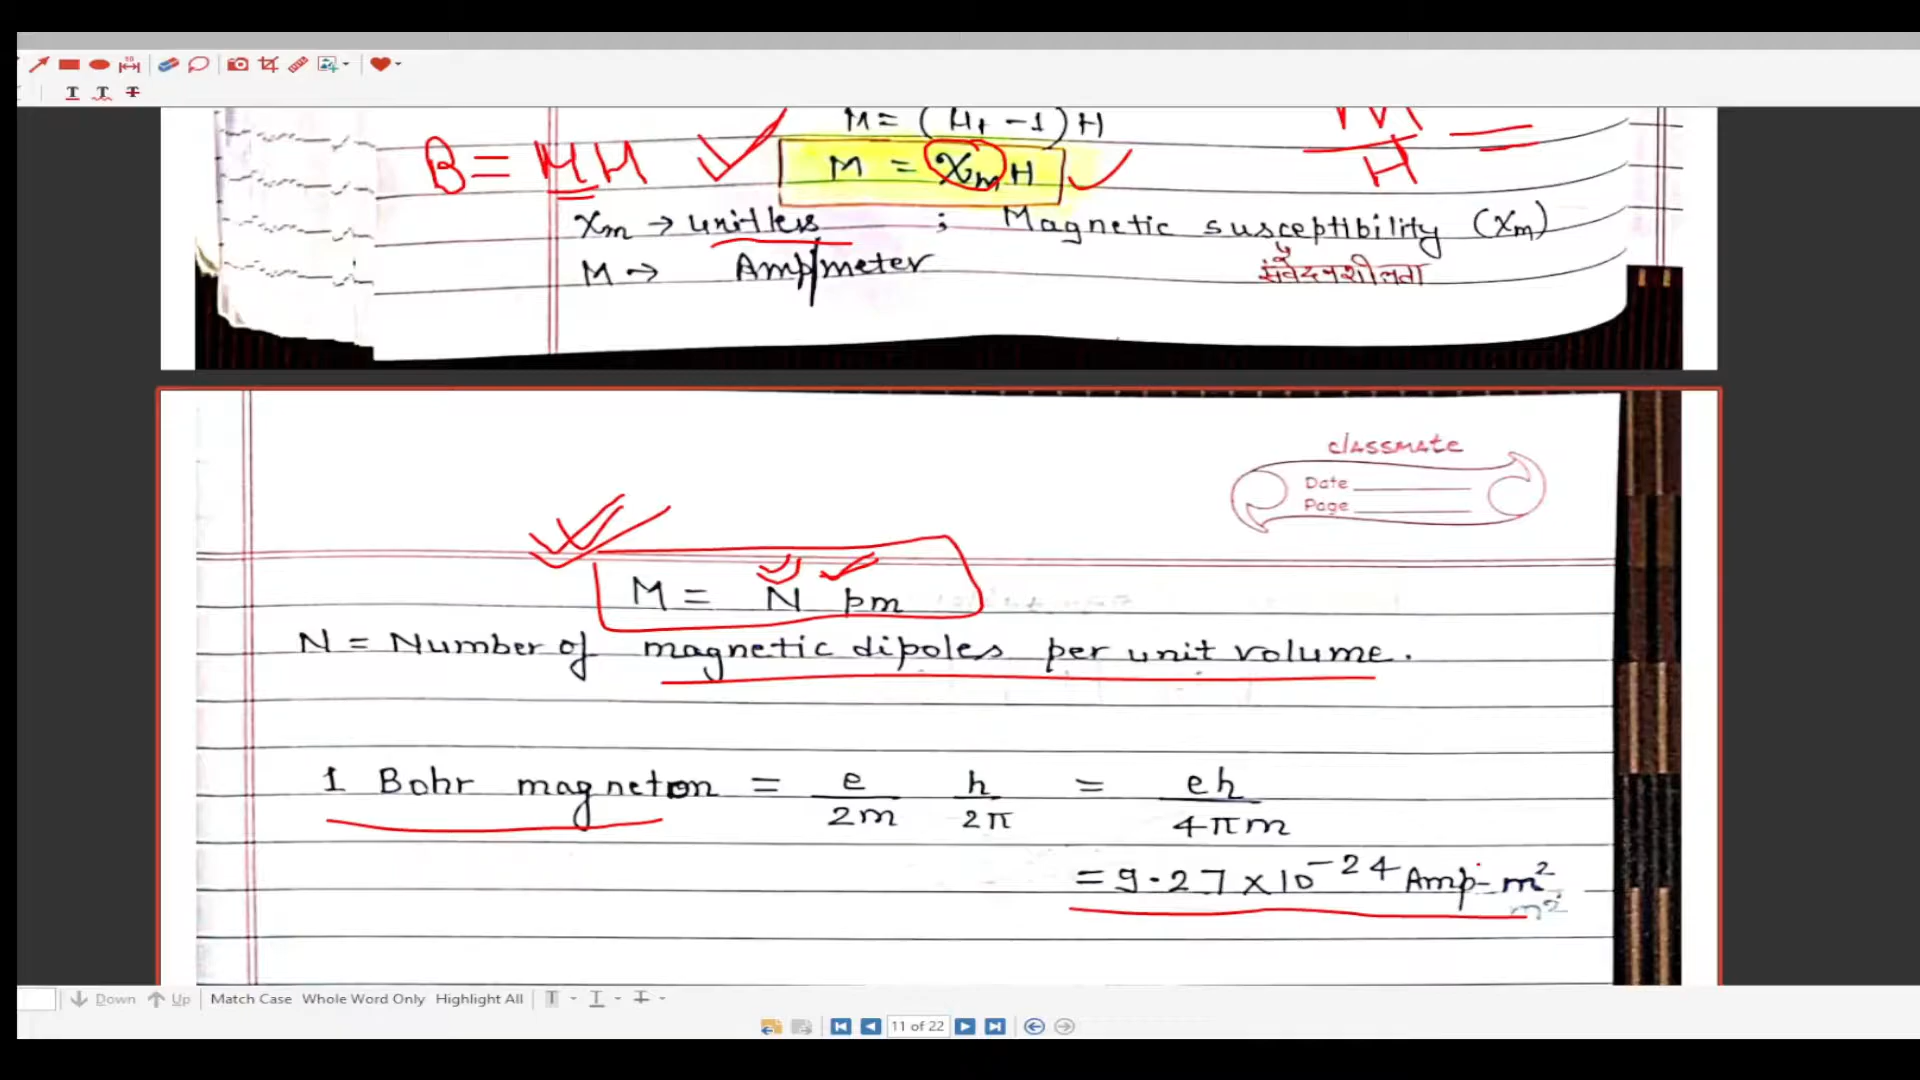 M = (μr - 1) H
B = μH
M = χm H
M
H
χm → unitless ; Magnetic susceptibility (χm)
M → Amp/meter
संवेदनशीलता
classmate
Date
Page
M = N pm
N = Number of magnetic dipoles per unit volume.
1 Bohr magneton = e/2m h/2π = eh/4πm
= 9.27 × 10⁻²⁴ Amp-m²
m²
Down Up Match Case Whole Word Only Highlight All
11 of 22